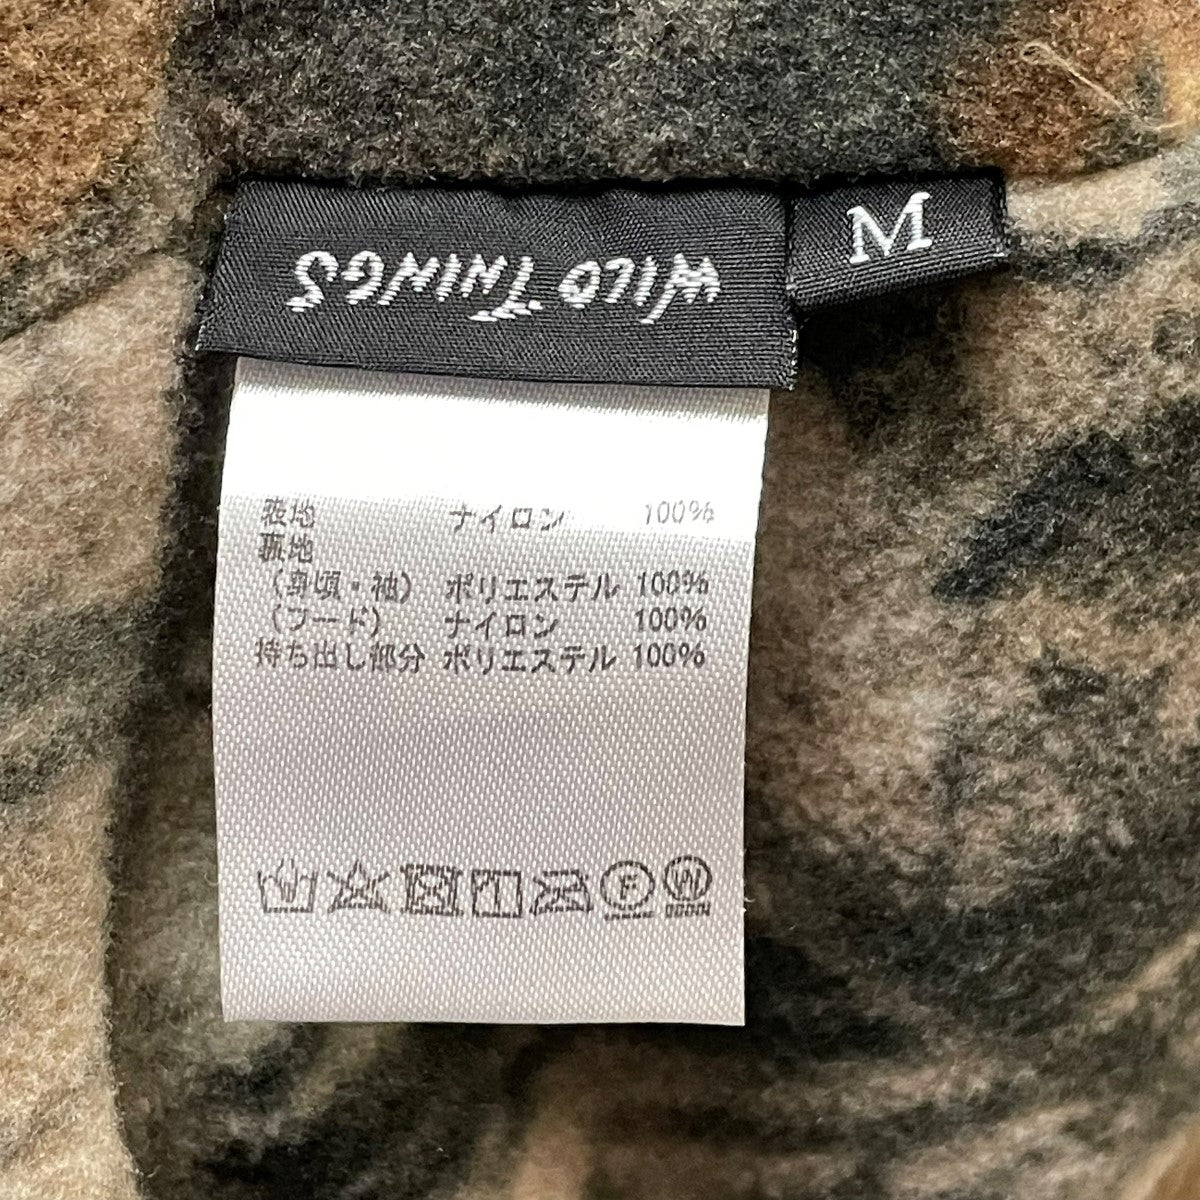 WILD THINGS
M
表地 ナイロン 100%
裏地
（身頃・袖） ポリエステル 100%
（フード） ナイロン 100%
持ち出し部分 ポリエステル 100%
F
W